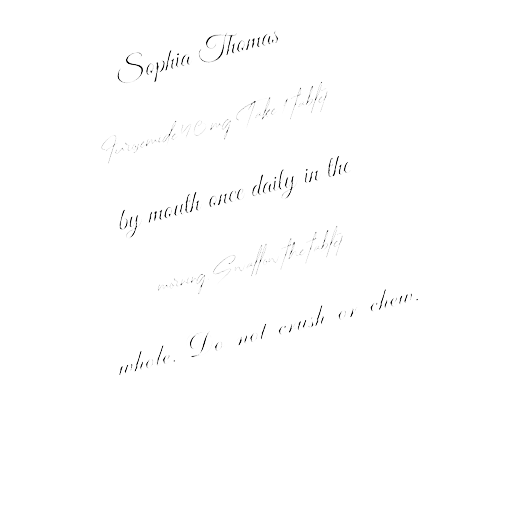 Sophia Thomas
Furosemide 40 mg Take 1 tablet
by mouth once daily in the
morning Swallow the tablet
whole. Do not crush or chew.